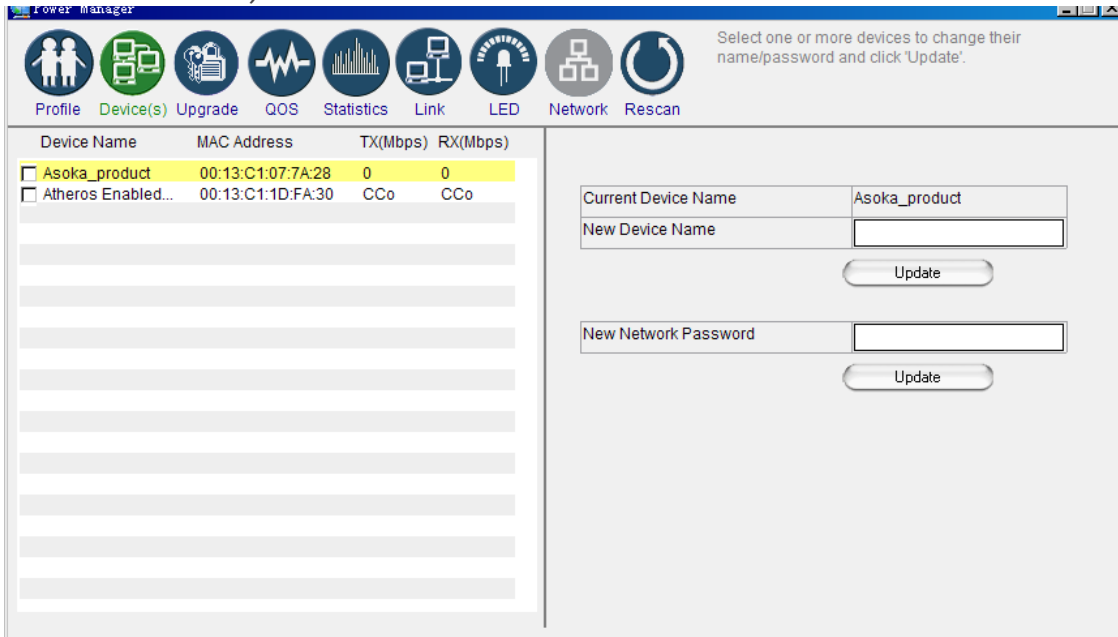 Power Manager
Select one or more devices to change their
name/password and click 'Update'.
Profile Device(s) Upgrade QOS Statistics Link LED Network Rescan
Device Name MAC Address TX(Mbps) RX(Mbps)
Asoka_product 00:13:C1:07:7A:28 0 0
Atheros Enabled... 00:13:C1:1D:FA:30 CCo CCo
Current Device Name Asoka_product
New Device Name
Update
New Network Password
Update